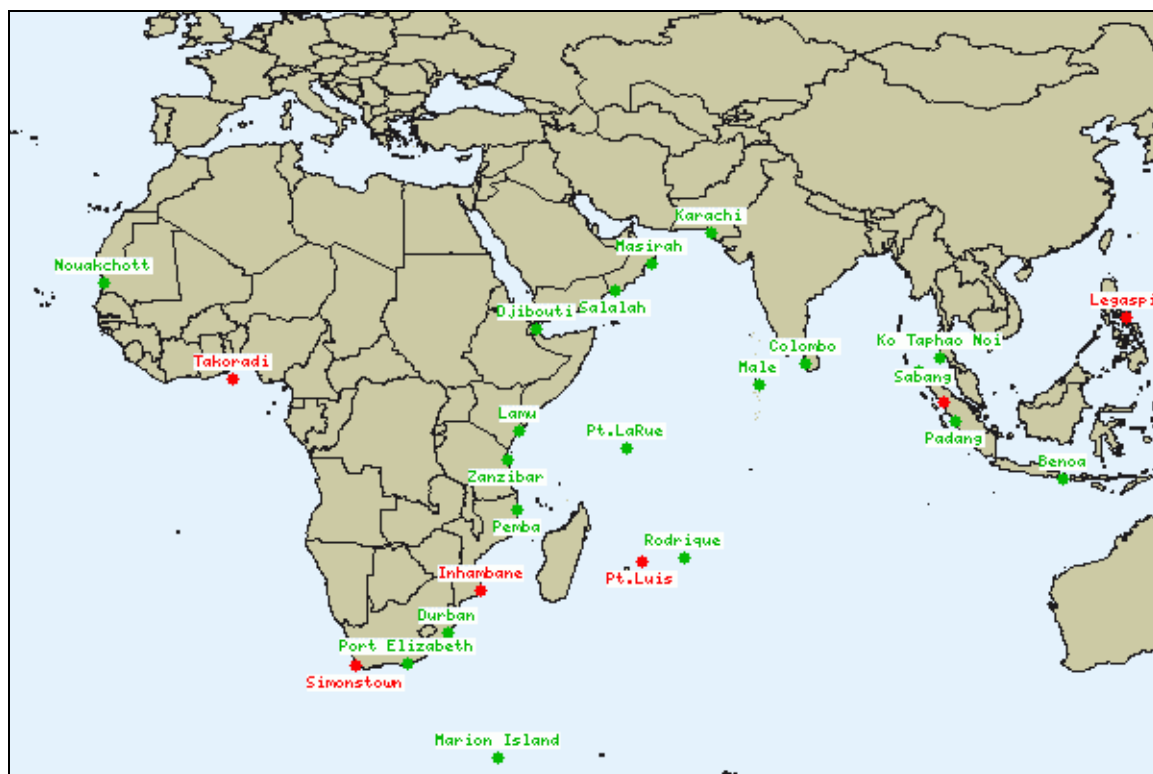 Karachi
Masirah
Nouakchott
Salalah
Legaspi
Djibouti
Ko Taphao Noi
Colombo
Takoradi
Male
Sabang
Lamu
Pt.LaRue
Padang
Benoa
Zanzibar
Pemba
Rodrique
Inhambane
Pt.Luis
Durban
Port Elizabeth
Simonstown
Marion Island